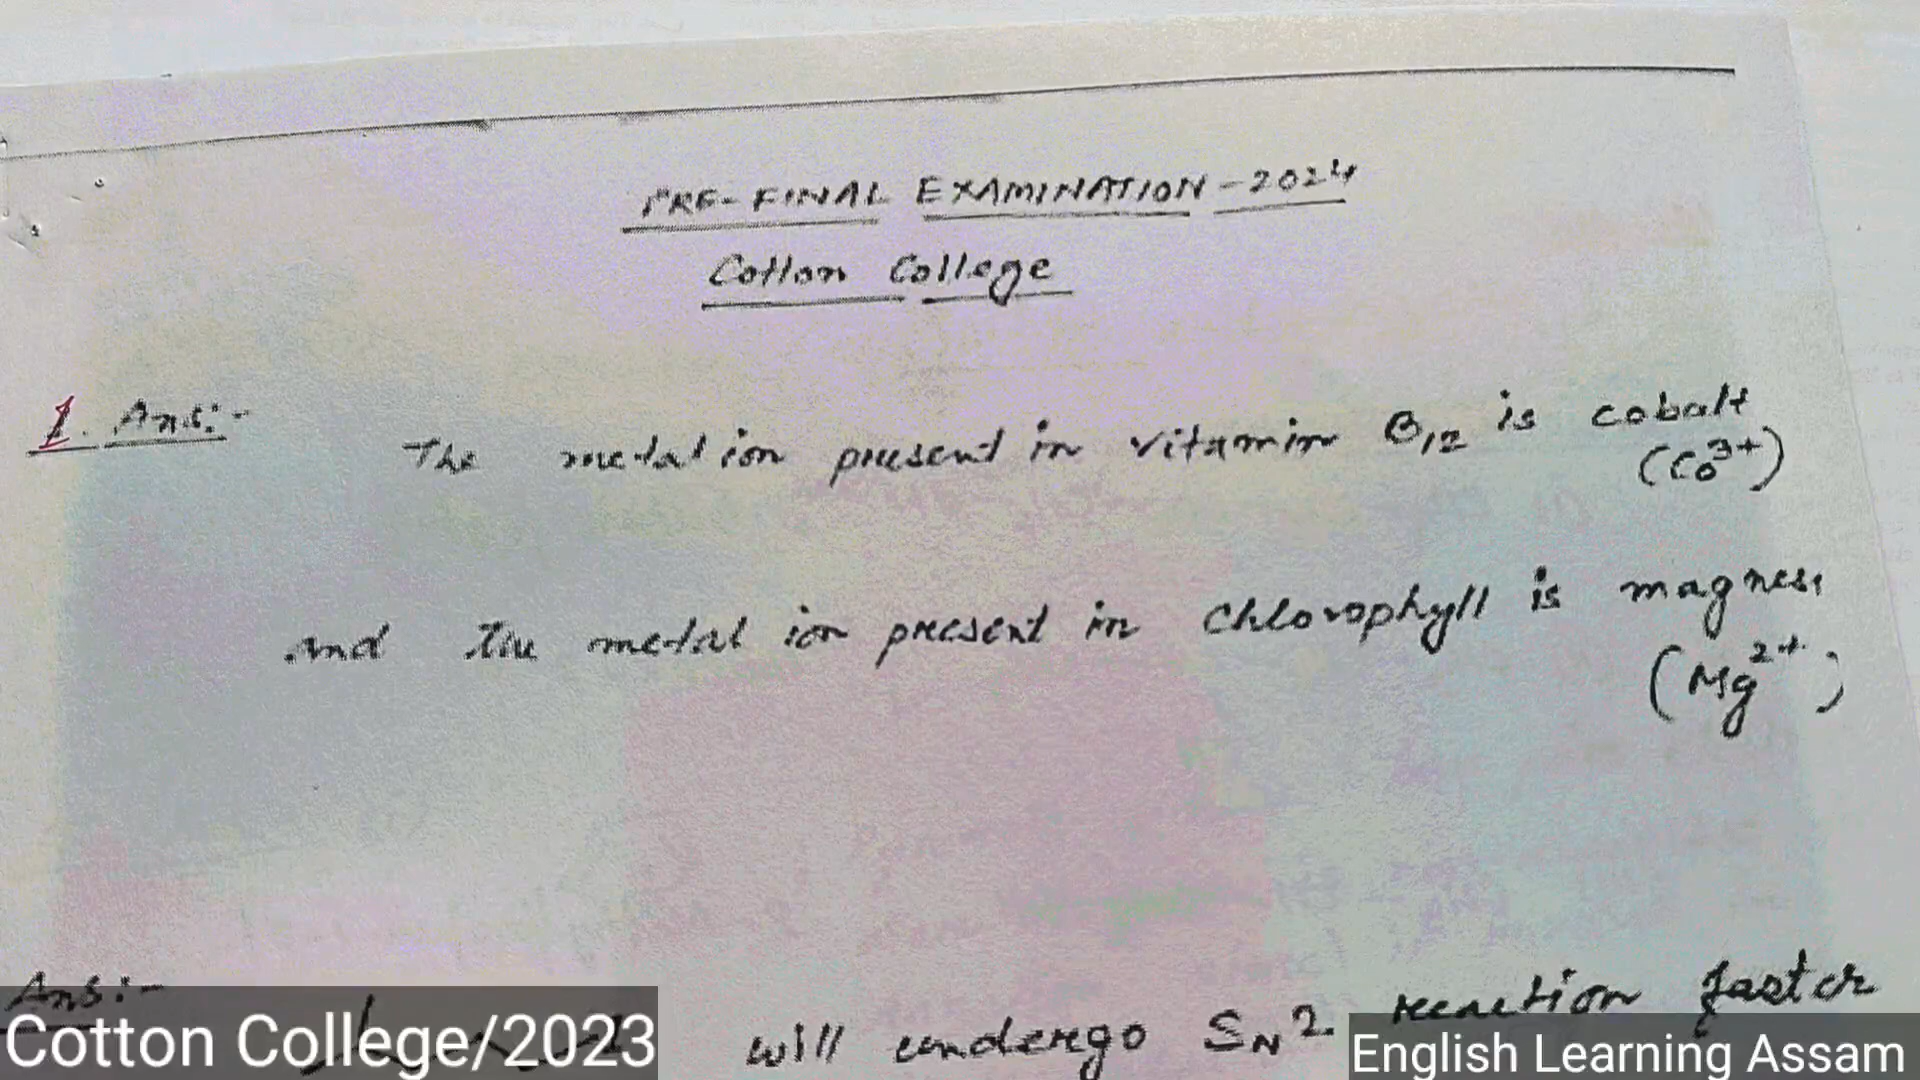 PRE-FINAL EXAMINATION-2024
Cotton College
1. Ans:-
The metal ion present in vitamin B12 is cobalt
(Co3+)
and the metal ion present in Chlorophyll is magnesi
(Mg2+)
Ans:-
will undergo SN2 reaction faster
Cotton College/2023
English Learning Assam